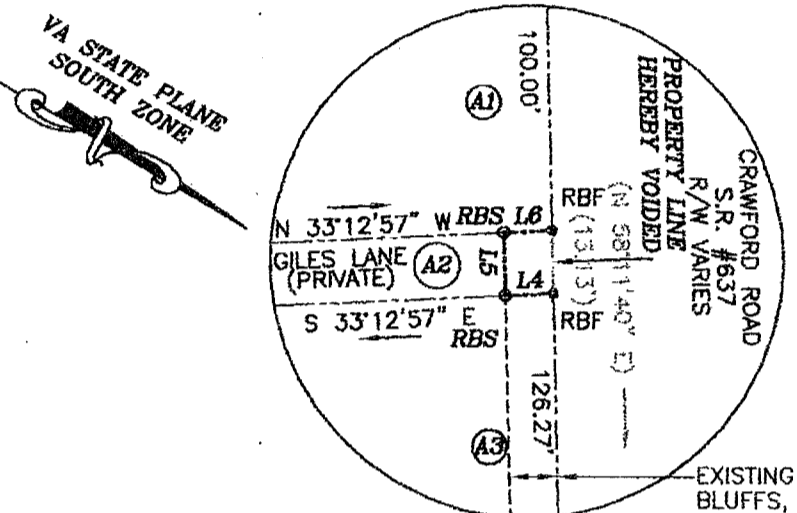 VA STATE PLANE
SOUTH ZONE
100.00'
A1
PROPERTY LINE
HEREBY VOIDED
CRAWFORD ROAD
S.R. #637
R/W VARIES
N 33°12'57" W
RBS
L6
RBF
(N 58°11'40" E)
(13.13)
GILES LANE
(PRIVATE)
A2
L5
L4
S 33°12'57" E
RBS
RBF
126.27'
A3
EXISTING
BLUFFS,